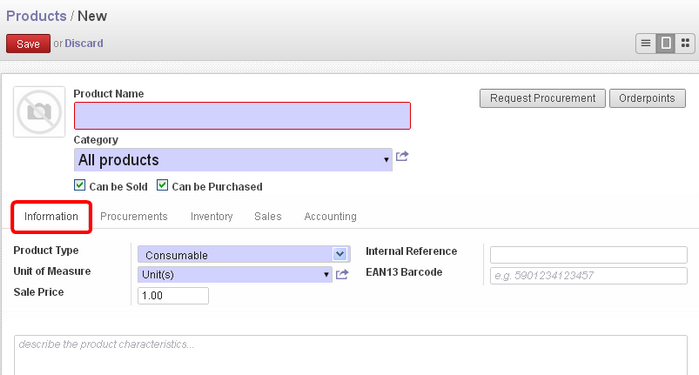 Products / New
Save or Discard
Product Name
Request Procurement Orderpoints
Category
All products
Can be Sold Can be Purchased
Information Procurements Inventory Sales Accounting
Product Type Consumable Internal Reference
Unit of Measure Unit(s) EAN13 Barcode e.g. 5901234123457
Sale Price 1.00
describe the product characteristics...